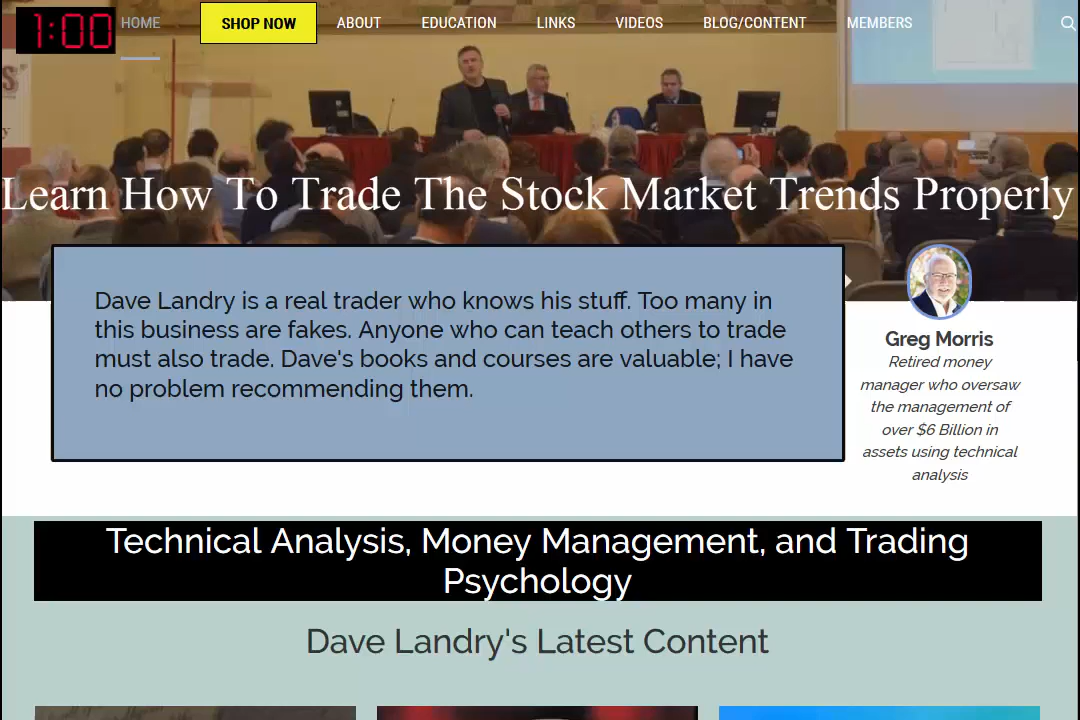 1:00
HOME
SHOP NOW
ABOUT
EDUCATION
LINKS
VIDEOS
BLOG/CONTENT
MEMBERS
Learn How To Trade The Stock Market Trends Properly
Dave Landry is a real trader who knows his stuff. Too many in
this business are fakes. Anyone who can teach others to trade
must also trade. Dave's books and courses are valuable; I have
no problem recommending them.
Greg Morris
Retired money
manager who oversaw
the management of
over $6 Billion in
assets using technical
analysis
Technical Analysis, Money Management, and Trading
Psychology
Dave Landry's Latest Content